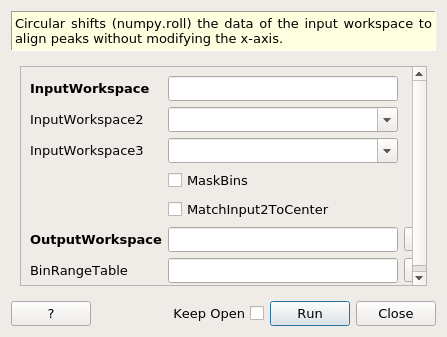 Circular shifts (numpy.roll) the data of the input workspace to
align peaks without modifying the x-axis.
InputWorkspace
InputWorkspace2
InputWorkspace3
MaskBins
MatchInput2ToCenter
OutputWorkspace
BinRangeTable
? Keep Open Run Close